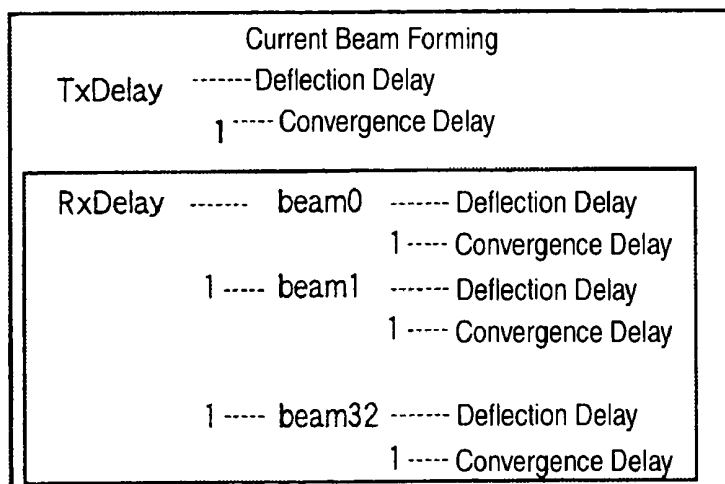 Current Beam Forming
TxDelay -------Deflection Delay
1 ----- Convergence Delay
RxDelay ------- beam0 ------- Deflection Delay
1 ----- Convergence Delay
1 ----- beam1 ------- Deflection Delay
1 ----- Convergence Delay
1 ----- beam32 ------- Deflection Delay
1 ----- Convergence Delay